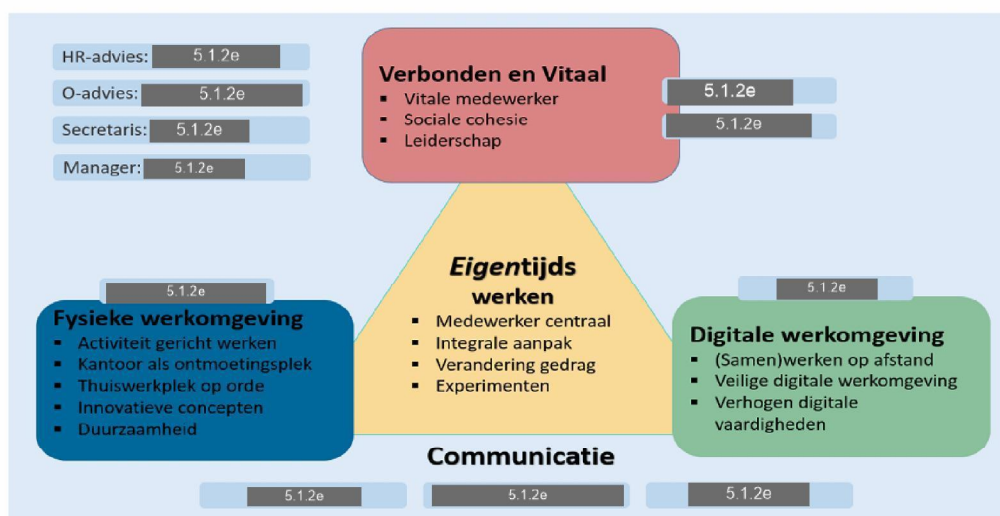 HR-advies: 5.1.2e
O-advies: 5.1.2e
Secretaris: 5.1.2e
Manager: 5.1.2e
Verbonden en Vitaal
▪ Vitale medewerker
▪ Sociale cohesie
▪ Leiderschap
5.1.2e
5.1.2e
Eigentijds
werken
▪ Medewerker centraal
▪ Integrale aanpak
▪ Verandering gedrag
▪ Experimenten
5.1.2e
Fysieke werkomgeving
▪ Activiteit gericht werken
▪ Kantoor als ontmoetingsplek
▪ Thuiswerkplek op orde
▪ Innovatieve concepten
▪ Duurzaamheid
5.1.2e
Digitale werkomgeving
▪ (Samen)werken op afstand
▪ Veilige digitale werkomgeving
▪ Verhogen digitale
vaardigheden
Communicatie
5.1.2e
5.1.2e
5.1.2e